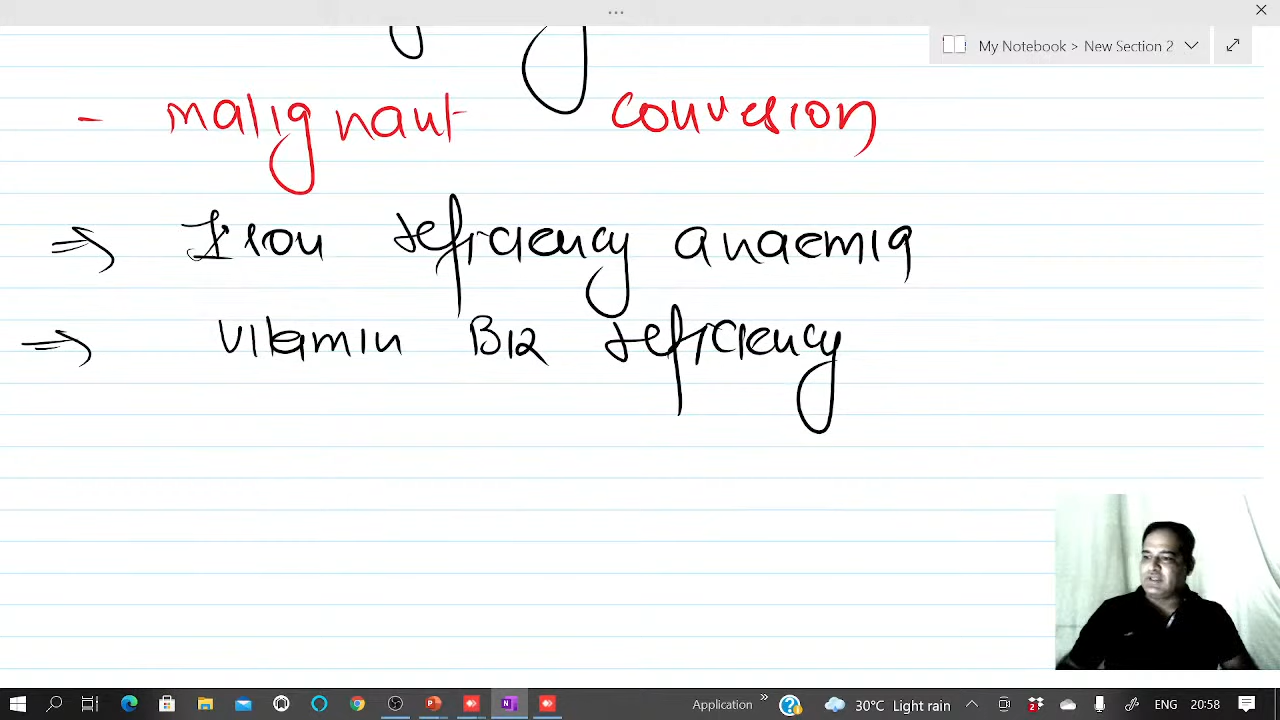 My Notebook > New Section 2
- malignant conversion
⇒ Iron deficiency anaemia
⇒ vitamin B12 deficiency
Application
30°C Light rain
ENG
20:58